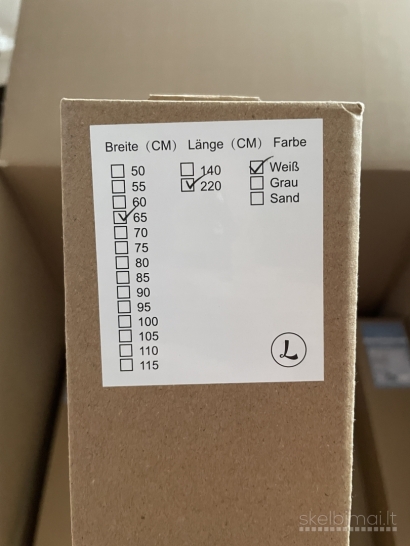 Breite (CM) Länge (CM) Farbe
50 140 Weiß
55 220 Grau
60 Sand
65
70
75
80
85
90
95
100
105
110
115
L
skelbimai.lt